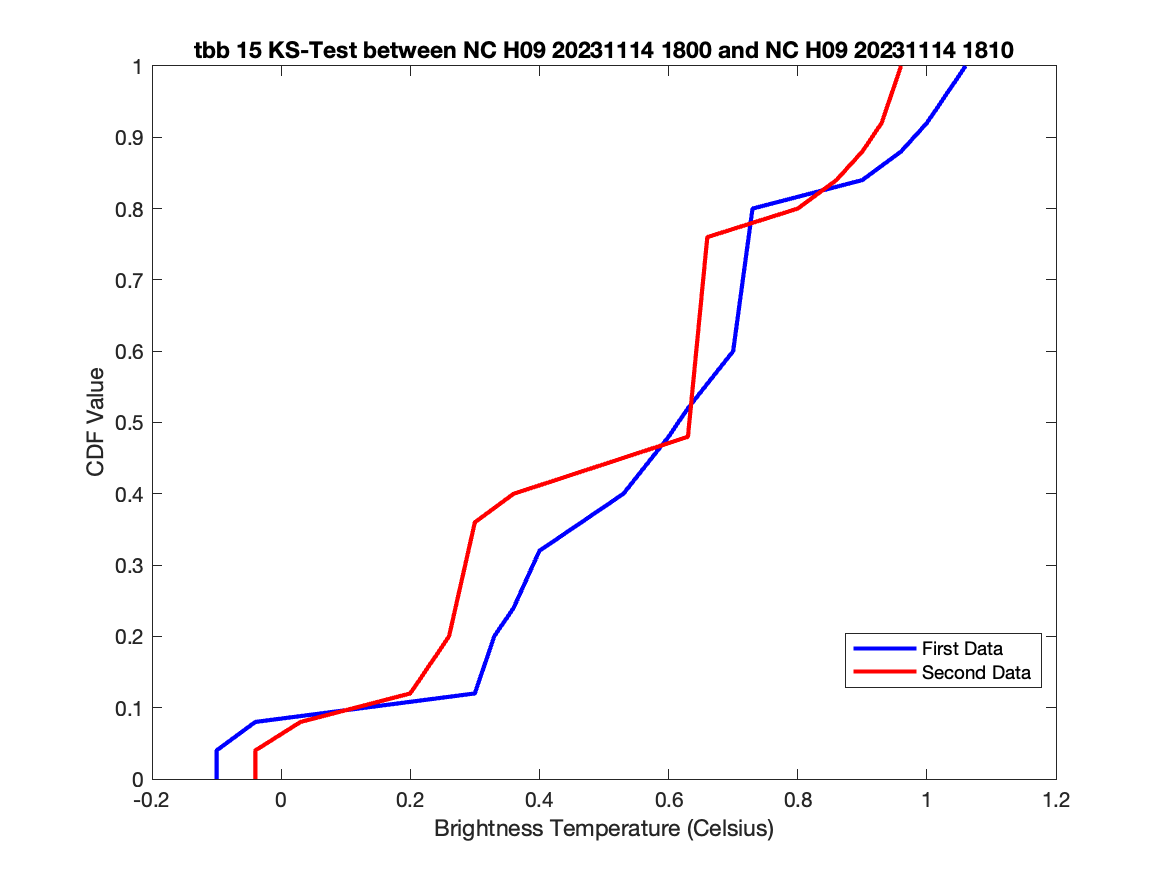 tbb 15 KS-Test between NC H09 20231114 1800 and NC H09 20231114 1810
1
0.9
0.8
0.7
0.6
0.5
0.4
0.3
0.2
0.1
0
CDF Value
First Data
Second Data
-0.2 0 0.2 0.4 0.6 0.8 1 1.2
Brightness Temperature (Celsius)